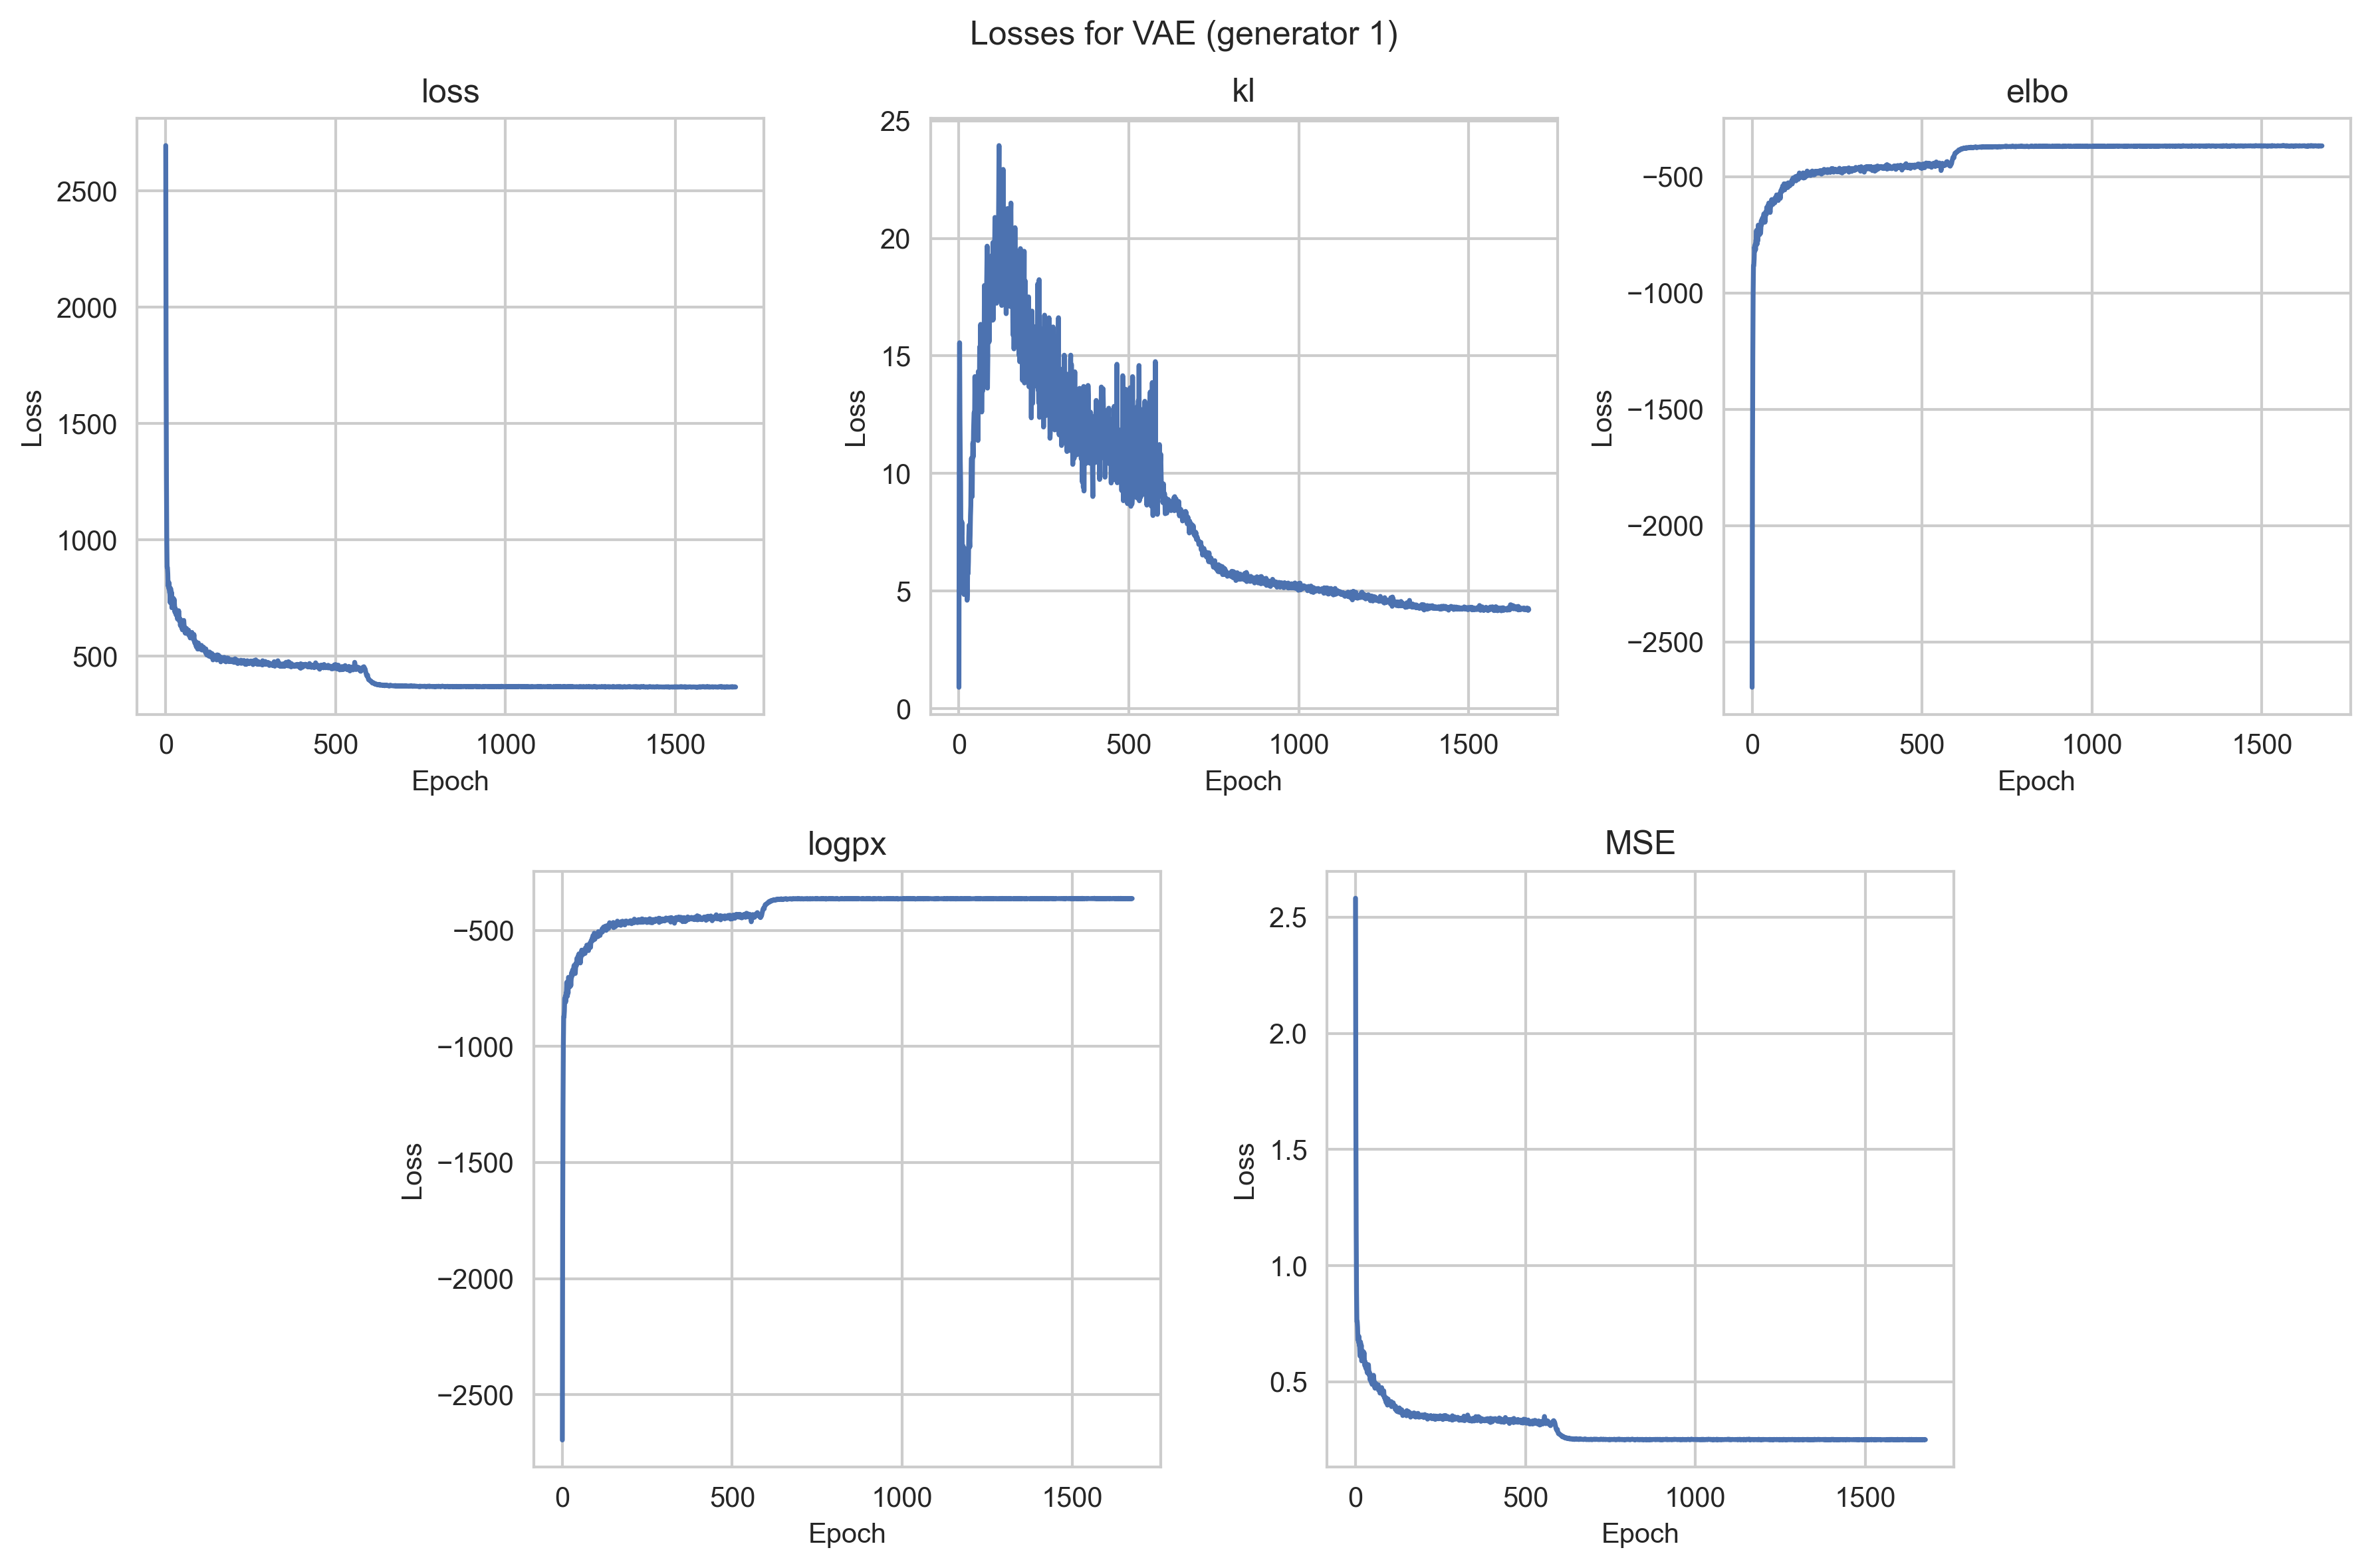 Losses for VAE (generator 1)
loss
Loss
2500
2000
1500
1000
500
0 500 1000 1500
Epoch
kl
Loss
25
20
15
10
5
0
0 500 1000 1500
Epoch
elbo
Loss
−500
−1000
−1500
−2000
−2500
0 500 1000 1500
Epoch
logpx
Loss
−500
−1000
−1500
−2000
−2500
0 500 1000 1500
Epoch
MSE
Loss
2.5
2.0
1.5
1.0
0.5
0 500 1000 1500
Epoch